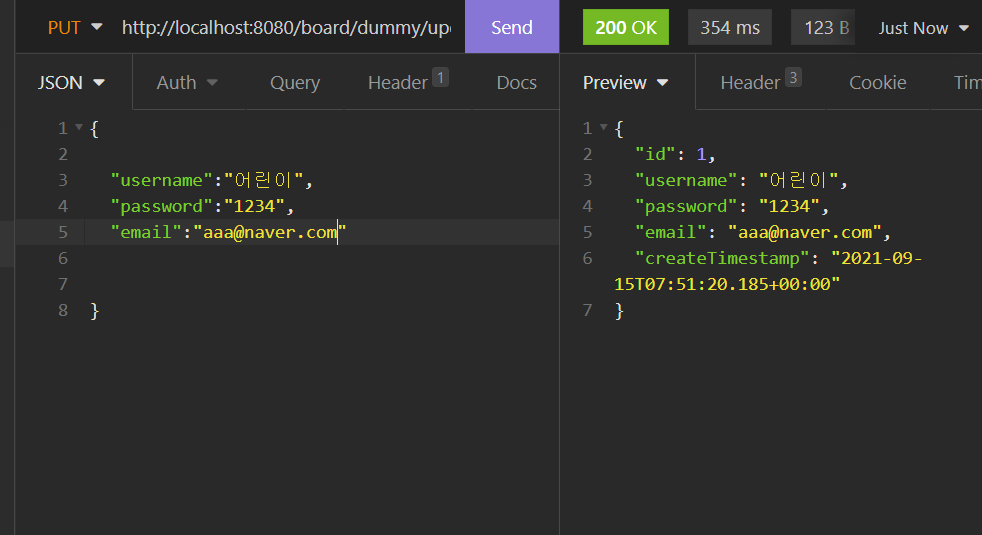 PUT http://localhost:8080/board/dummy/up Send 200 OK 354 ms 123 B Just Now
JSON Auth Query Header 1 Docs Preview Header 3 Cookie Tim
1 {
2
3 "username":"어린이",
4 "password":"1234",
5 "email":"aaa@naver.com"
6
7
8 }
1 {
2 "id": 1,
3 "username": "어린이",
4 "password": "1234",
5 "email": "aaa@naver.com",
6 "createTimestamp": "2021-09-
15T07:51:20.185+00:00"
7 }